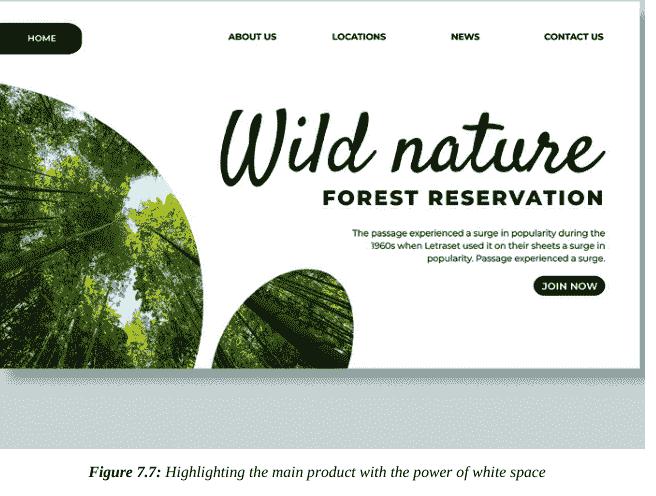 HOME ABOUT US LOCATIONS NEWS CONTACT US
Wild nature
FOREST RESERVATION
The passage experienced a surge in popularity during the
1960s when Letraset used it on their sheets a surge in
popularity. Passage experienced a surge.
JOIN NOW
Figure 7.7: Highlighting the main product with the power of white space